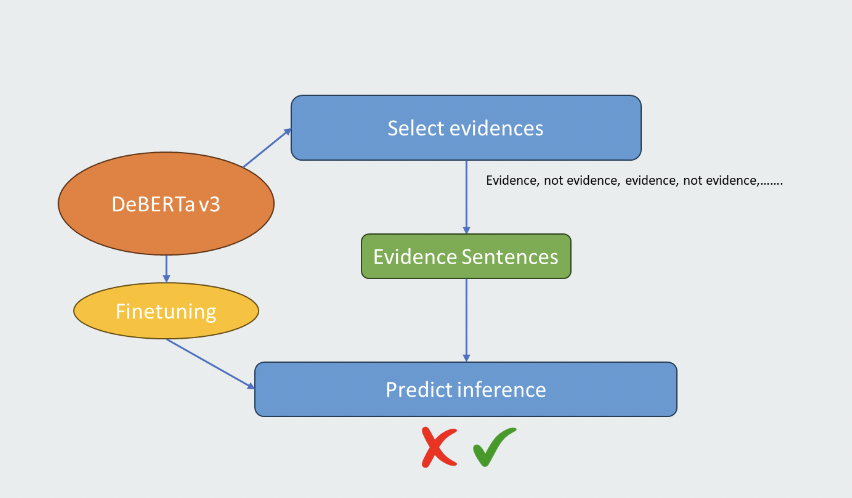 Select evidences
Evidence, not evidence, evidence, not evidence,.......
DeBERTa v3
Evidence Sentences
Finetuning
Predict inference